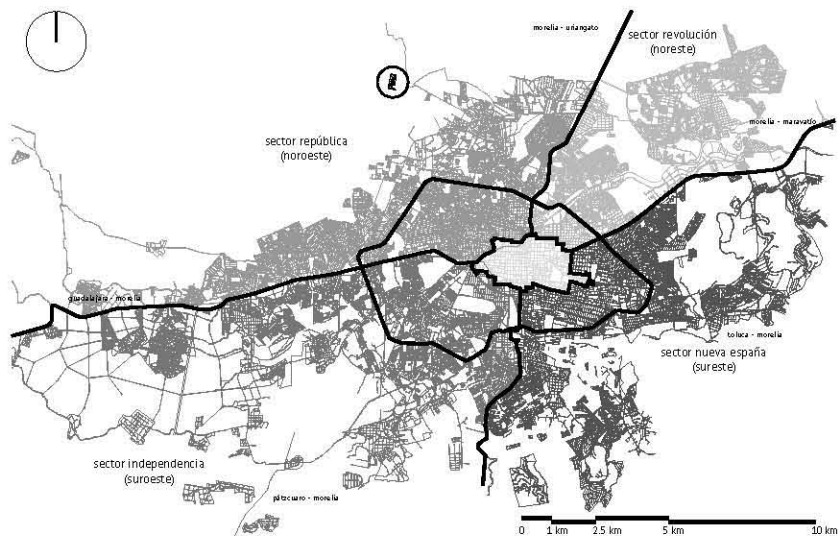 morelia - uriangato
sector revolución
(noreste)
morelia - maravatío
sector república
(noroeste)
guadalajara - morelia
toluca - morelia
sector nueva españa
(sureste)
sector independencia
(suroeste)
pátzcuaro - morelia
0 1 km 2.5 km 5 km 10 km